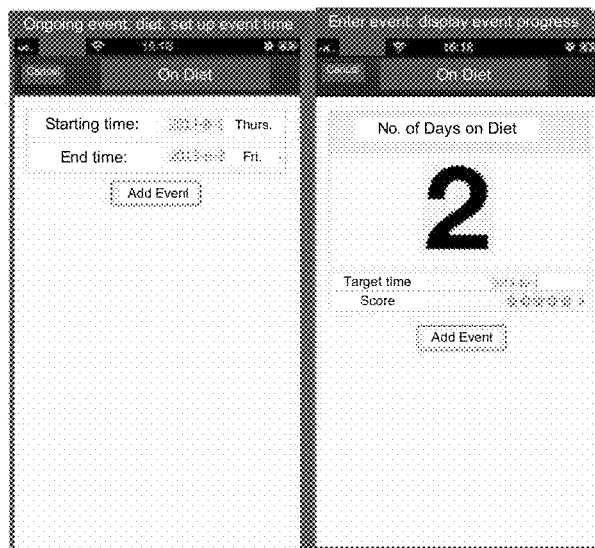 Ongoing event, diet, set up event time
16:18
Cancel
On Diet
Starting time: Thurs.
End time: Fri.
Add Event
Enter event, display event progress
16:18
Cancel
On Diet
No. of Days on Diet
2
Target time
Score
Add Event